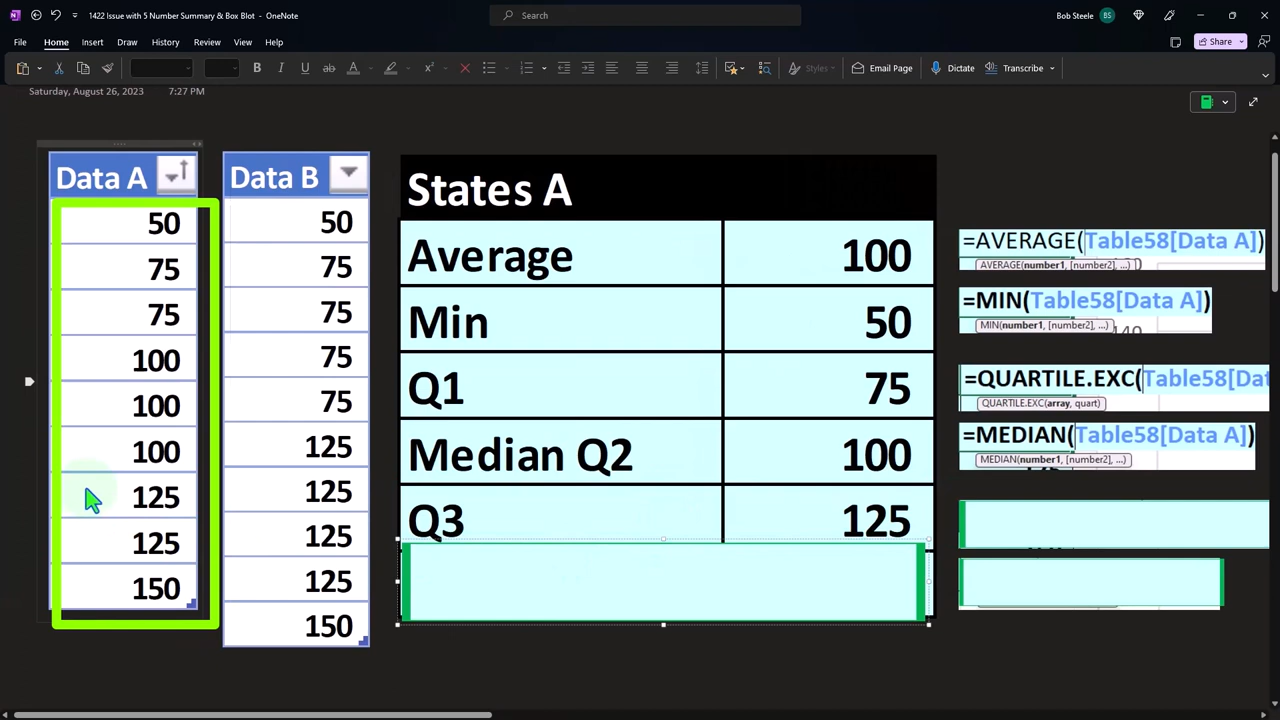 1422 Issue with 5 Number Summary & Box Blot - OneNote
Search
Bob Steele
BS
File
Home
Insert
Draw
History
Review
View
Help
Share
Styles
Email Page
Dictate
Transcribe
Saturday, August 26, 2023
7:27 PM
Data A
50
75
75
100
100
100
125
125
150
Data B
50
75
75
75
75
125
125
125
125
150
States A
Average 100
Min 50
Q1 75
Median Q2 100
Q3 125
=AVERAGE(Table58[Data A])
AVERAGE(number1, [number2], ...)
=MIN(Table58[Data A])
MIN(number1, [number2], ...)
=QUARTILE.EXC(Table58[Dat
QUARTILE.EXC(array, quart)
=MEDIAN(Table58[Data A])
MEDIAN(number1, [number2], ...)